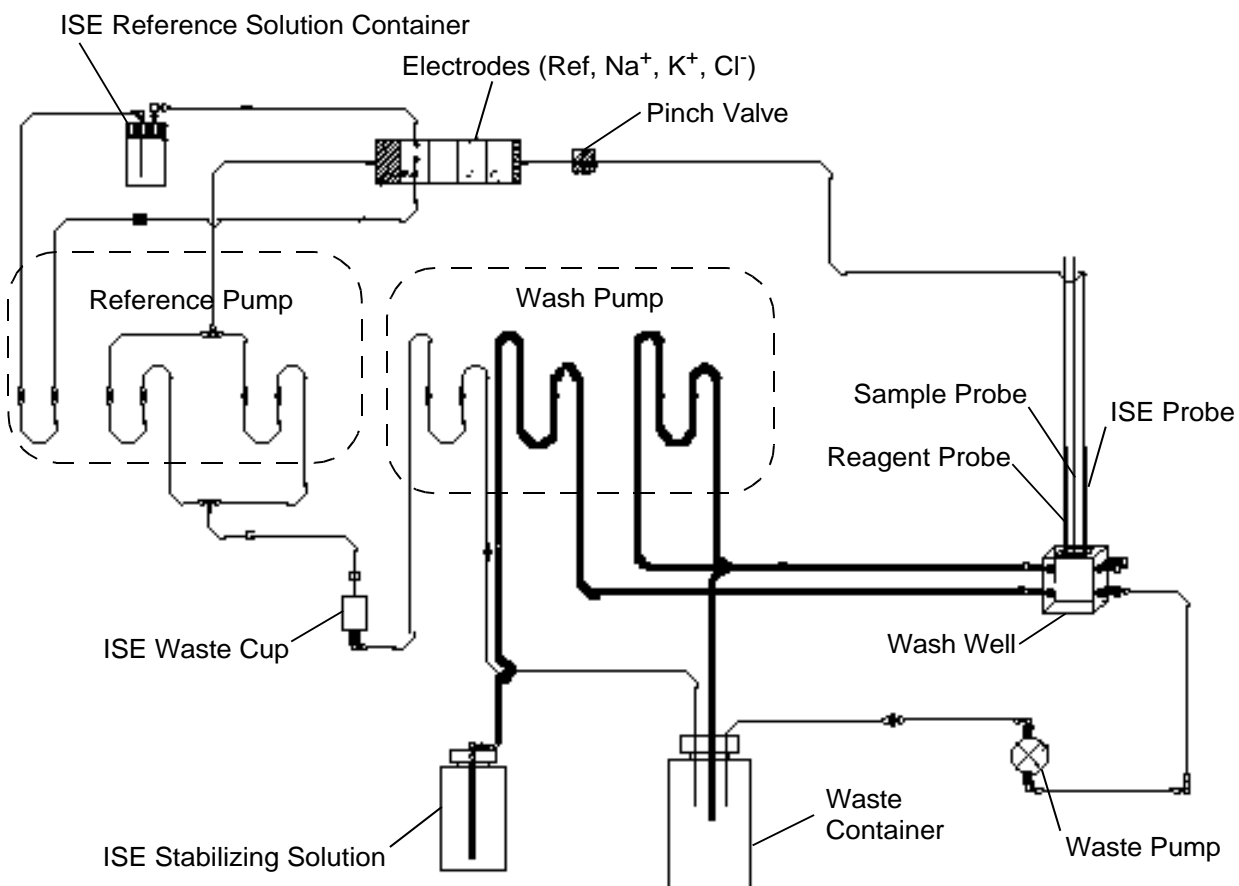 ISE Reference Solution Container
Electrodes (Ref, Na⁺, K⁺, Cl⁻)
Pinch Valve
Reference Pump
Wash Pump
Sample Probe
ISE Probe
Reagent Probe
ISE Waste Cup
Wash Well
Waste
Container
ISE Stabilizing Solution
Waste Pump